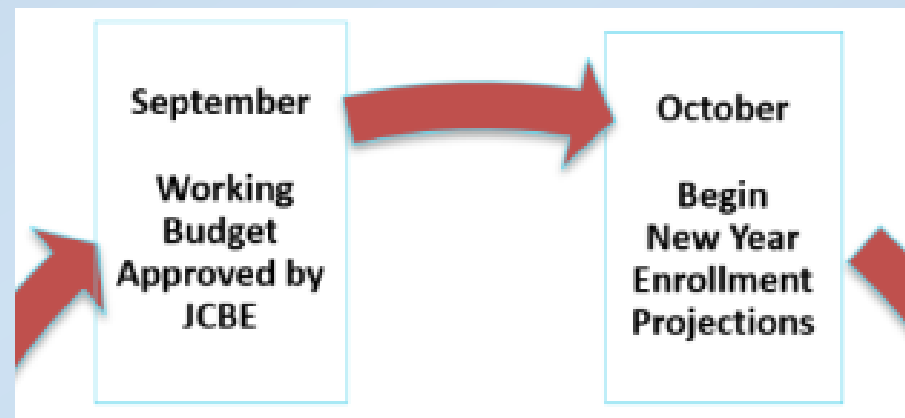 September
Working
Budget
Approved by
JCBE
October
Begin
New Year
Enrollment
Projections